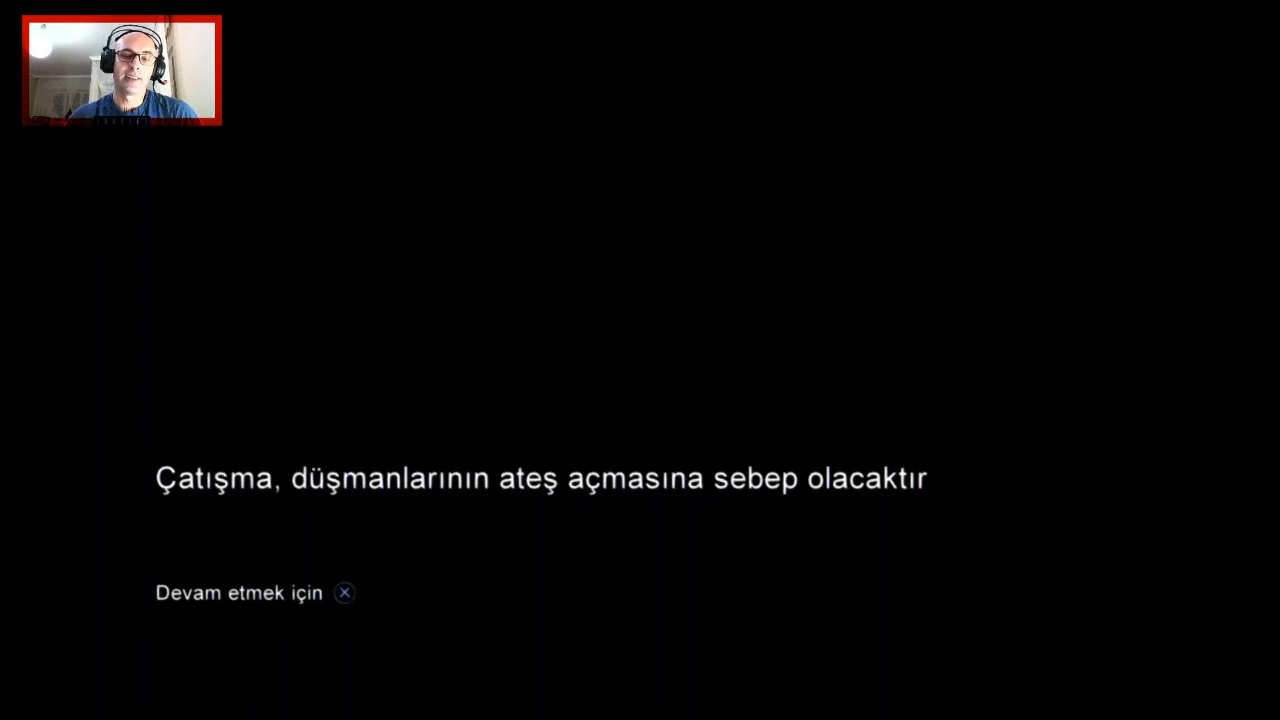 Çatışma, düşmanlarının ateş açmasına sebep olacaktır
Devam etmek için